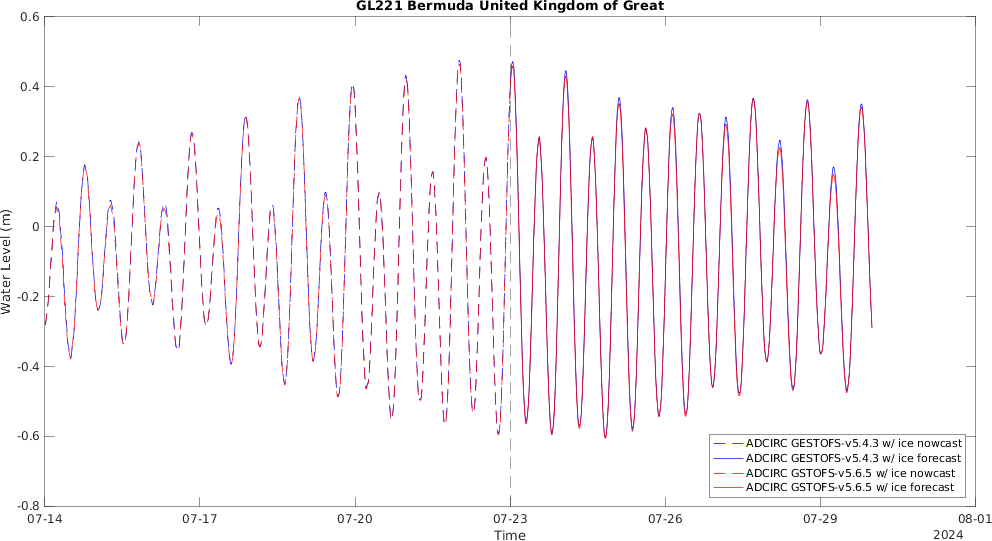 GL221 Bermuda United Kingdom of Great
0.6
0.4
0.2
0
-0.2
-0.4
-0.6
-0.8
Water Level (m)
07-14
07-17
07-20
07-23
07-26
07-29
08-01
Time
2024
ADCIRC GESTOFS-v5.4.3 w/ ice nowcast
ADCIRC GESTOFS-v5.4.3 w/ ice forecast
ADCIRC GSTOFS-v5.6.5 w/ ice nowcast
ADCIRC GSTOFS-v5.6.5 w/ ice forecast